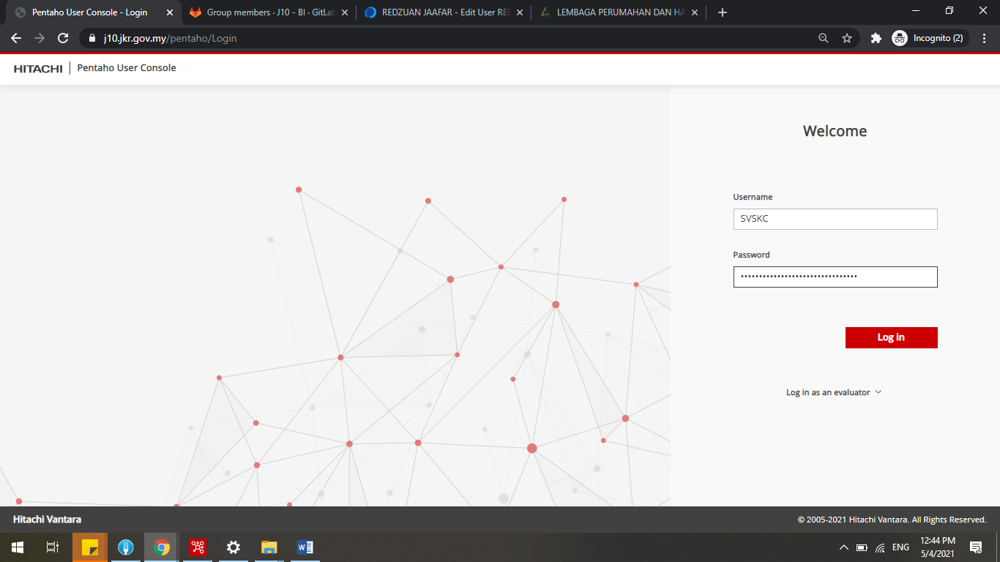 Pentaho User Console - Login
Group members · J10 - BI · GitLab
REDZUAN JAAFAR - Edit User RED
LEMBAGA PERUMAHAN DAN HA
j10.jkr.gov.my/pentaho/Login
Incognito (2)
HITACHI
Pentaho User Console
Welcome
Username
SVSKC
Password
Log in
Log in as an evaluator
Hitachi Vantara
© 2005-2021 Hitachi Vantara. All Rights Reserved.
ENG
12:44 PM
5/4/2021